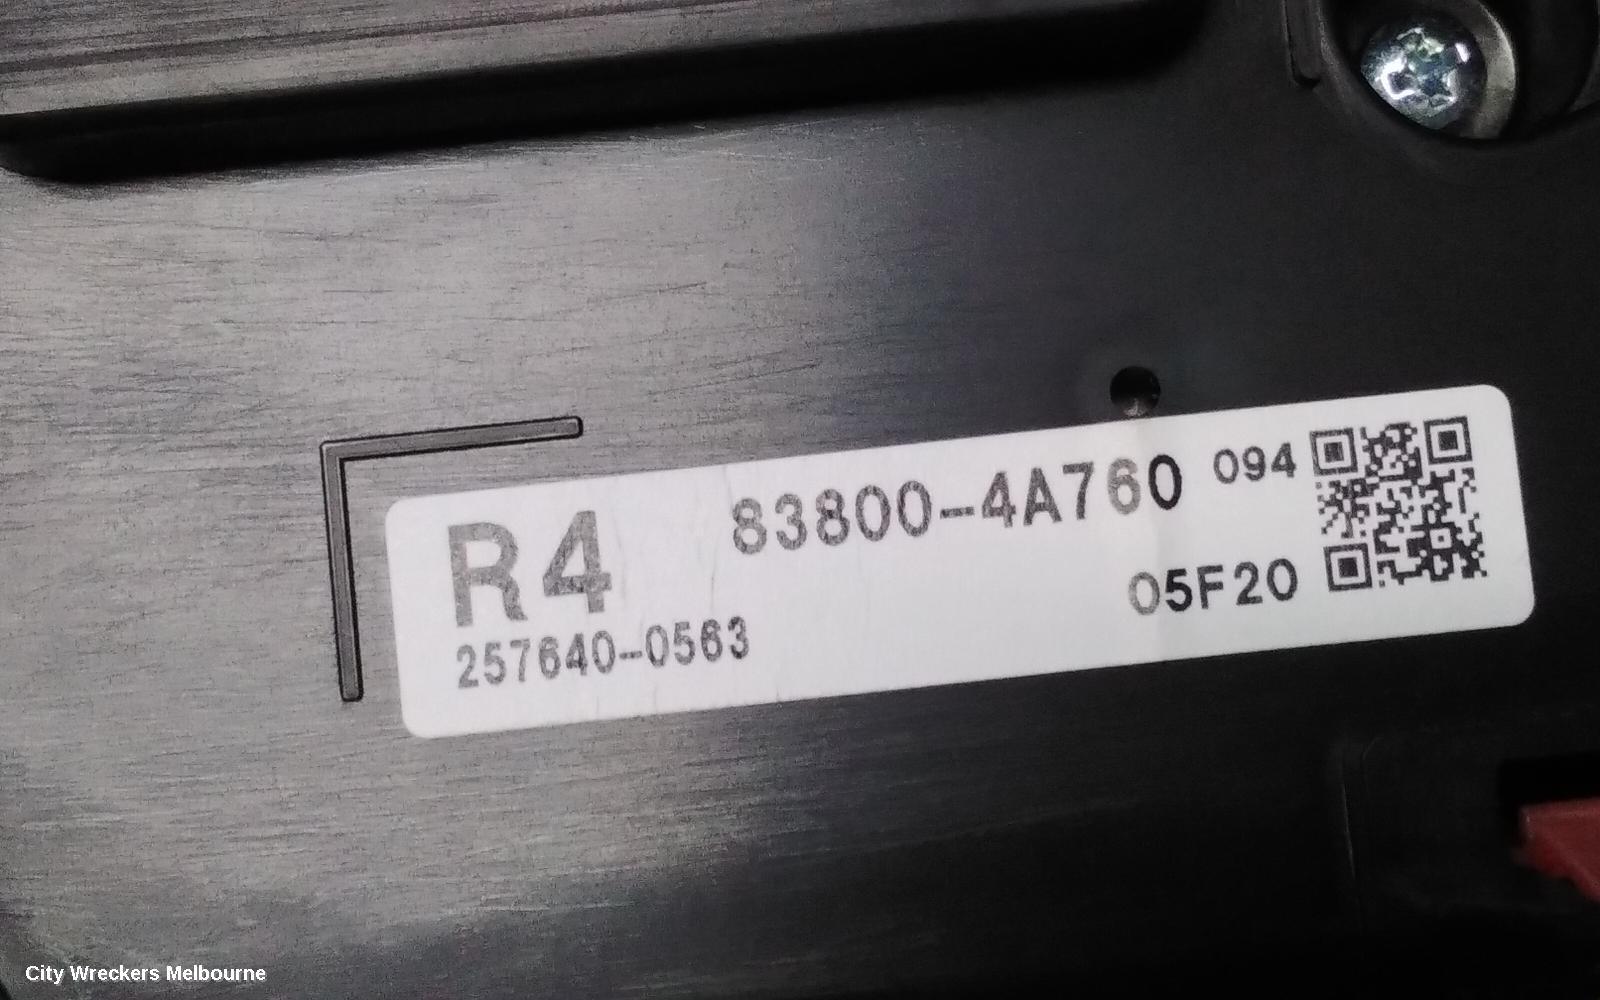 R4
83800-4A760 094
05F20
257640-0563
City Wreckers Melbourne